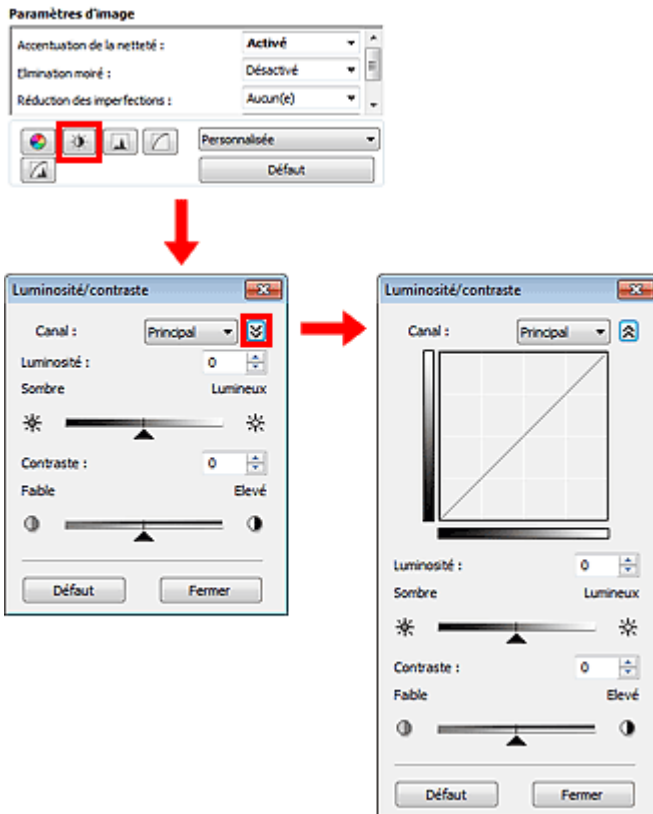 Paramètres d'image
Accentuation de la netteté : Activé
Elimination moiré : Désactivé
Réduction des imperfections : Aucun(e)
Personnalisée
Défaut
Luminosité/contraste
Canal : Principal
Luminosité : 0
Sombre Lumineux
Contraste : 0
Faible Elevé
Défaut Fermer
Luminosité/contraste
Canal : Principal
Luminosité : 0
Sombre Lumineux
Contraste : 0
Faible Elevé
Défaut Fermer